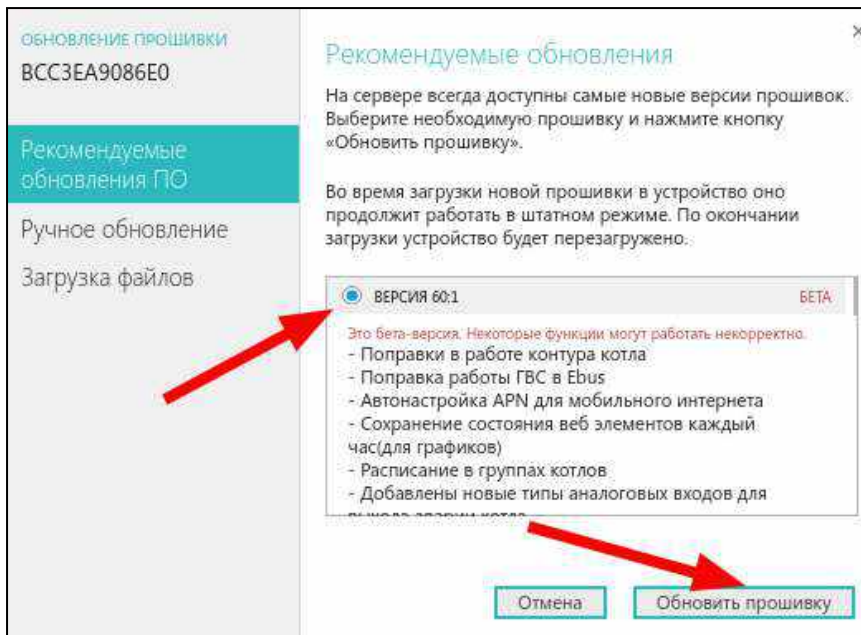 ОБНОВЛЕНИЕ ПРОШИВКИ
BCC3EA9086E0
Рекомендуемые
обновления ПО
Ручное обновление
Загрузка файлов
Рекомендуемые обновления
На сервере всегда доступны самые новые версии прошивок.
Выберите необходимую прошивку и нажмите кнопку
«Обновить прошивку».
Во время загрузки новой прошивки в устройство оно
продолжит работать в штатном режиме. По окончании
загрузки устройство будет перезагружено.
ВЕРСИЯ 60:1 БЕТА
Это бета-версия. Некоторые функции могут работать некорректно.
- Поправки в работе контура котла
- Поправка работы ГВС в Ebus
- Автонастройка APN для мобильного интернета
- Сохранение состояния веб элементов каждый
час(для графиков)
- Расписание в группах котлов
- Добавлены новые типы аналоговых входов для
выхода аварии котла
Отмена Обновить прошивку